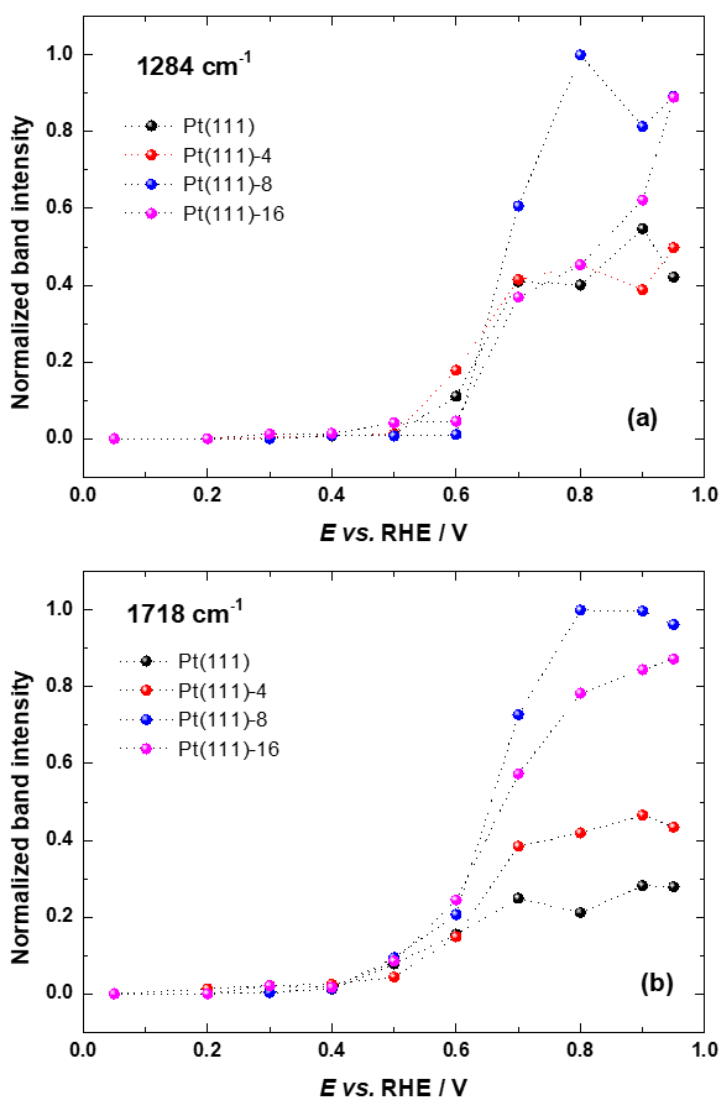 1284 cm⁻¹
Pt(111)
Pt(111)-4
Pt(111)-8
Pt(111)-16
Normalized band intensity
1.0
0.8
0.6
0.4
0.2
0.0
(a)
0.0 0.2 0.4 0.6 0.8 1.0
E vs. RHE / V
1718 cm⁻¹
Pt(111)
Pt(111)-4
Pt(111)-8
Pt(111)-16
Normalized band intensity
1.0
0.8
0.6
0.4
0.2
0.0
(b)
0.0 0.2 0.4 0.6 0.8 1.0
E vs. RHE / V